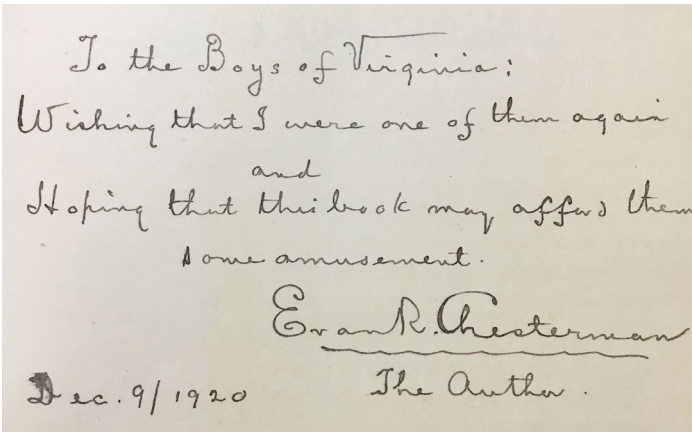 To the Boys of Virginia:
Wishing that I were one of them again
and
Hoping that this book may afford them
some amusement.
Evan R. Chesterman
The Author.
Dec. 9/1920